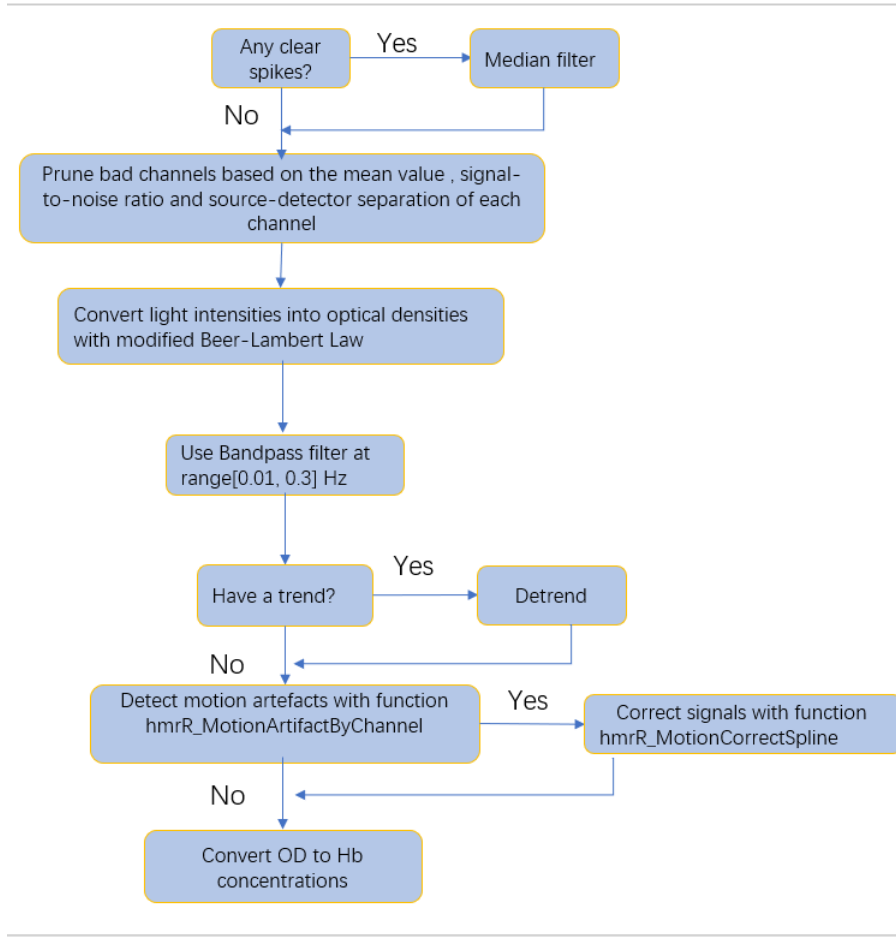 Any clear
spikes?
Yes
Median filter
No
Prune bad channels based on the mean value , signal-
to-noise ratio and source-detector separation of each
channel
Convert light intensities into optical densities
with modified Beer-Lambert Law
Use Bandpass filter at
range[0.01, 0.3] Hz
Have a trend?
Yes
Detrend
No
Detect motion artefacts with function
hmrR_MotionArtifactByChannel
Yes
Correct signals with function
hmrR_MotionCorrectSpline
No
Convert OD to Hb
concentrations